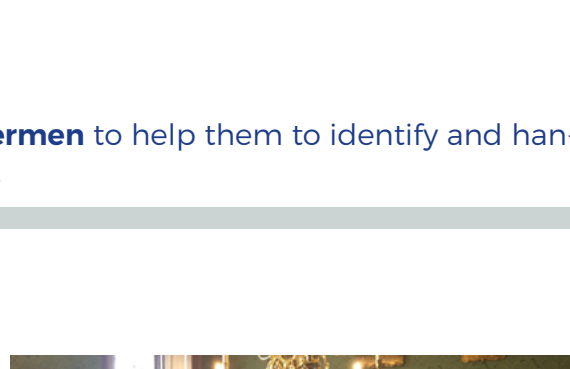 ermen to help them to identify and han-
.